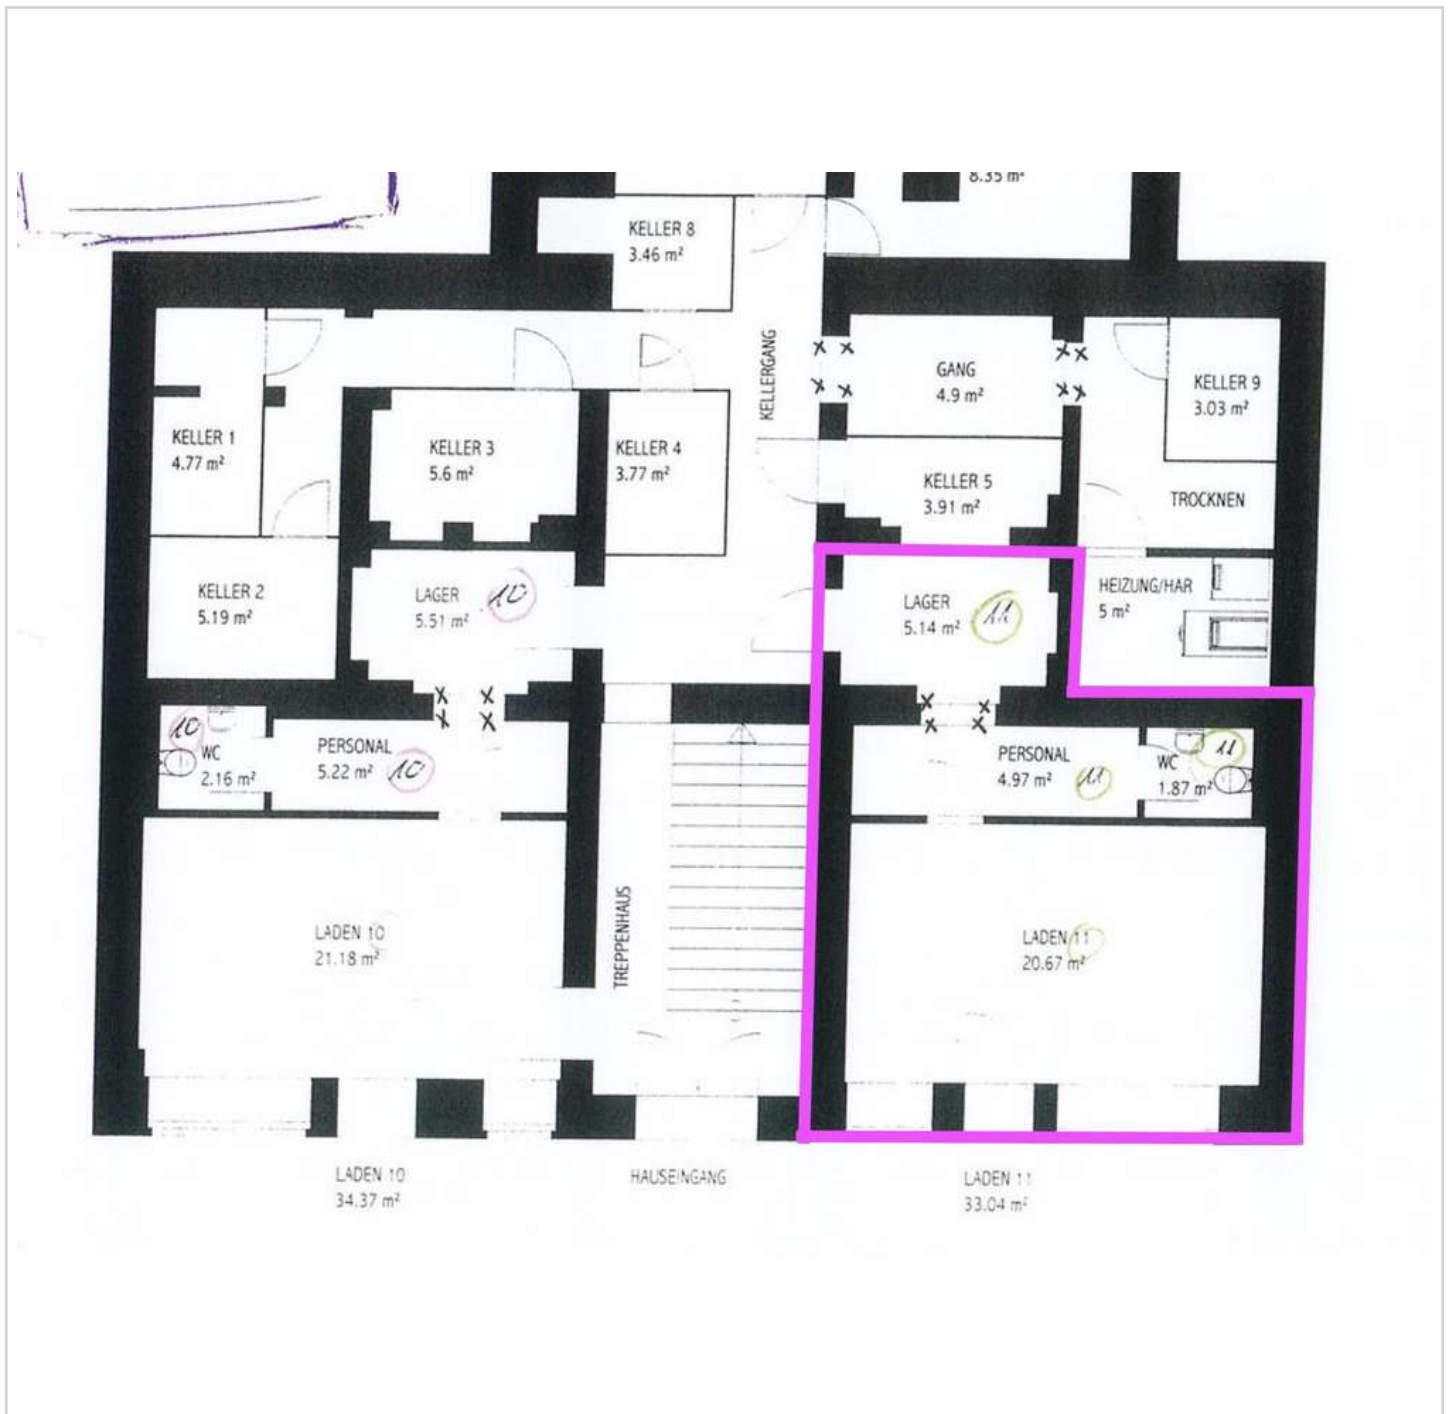 8.35 m²
KELLER 8
3.46 m²
KELLERGANG
GANG
4.9 m²
KELLER 9
3.03 m²
KELLER 1
4.77 m²
KELLER 3
5.6 m²
KELLER 4
3.77 m²
KELLER 5
3.91 m²
TROCKNEN
KELLER 2
5.19 m²
LAGER
5.51 m²
10
LAGER
5.14 m²
11
HEIZUNG/HAR
5 m²
10
WC
2.16 m²
PERSONAL
5.22 m²
10
PERSONAL
4.97 m²
11
WC
1.87 m²
11
TREPPENHAUS
LADEN 10
21.18 m²
LADEN 11
20.67 m²
LADEN 10
34.37 m²
HAUSEINGANG
LADEN 11
33.04 m²